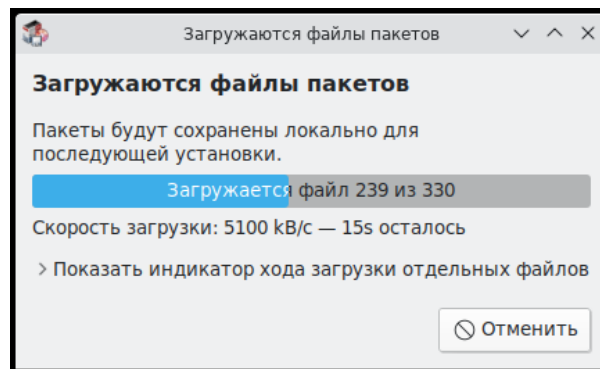 Загружаются файлы пакетов
Загружаются файлы пакетов
Пакеты будут сохранены локально для
последующей установки.
Загружается файл 239 из 330
Скорость загрузки: 5100 kB/с — 15s осталось
Показать индикатор хода загрузки отдельных файлов
Отменить